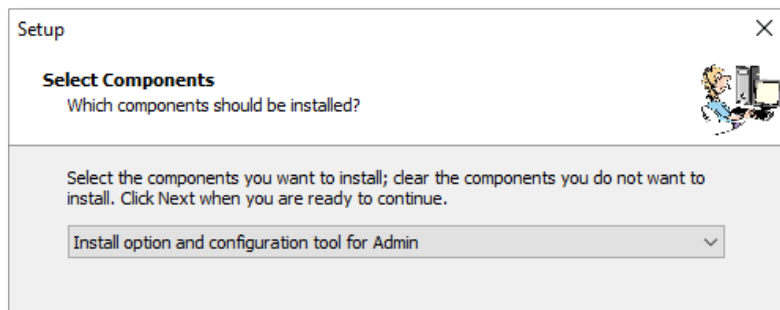 Setup
Select Components
Which components should be installed?
Select the components you want to install; clear the components you do not want to
install. Click Next when you are ready to continue.
Install option and configuration tool for Admin